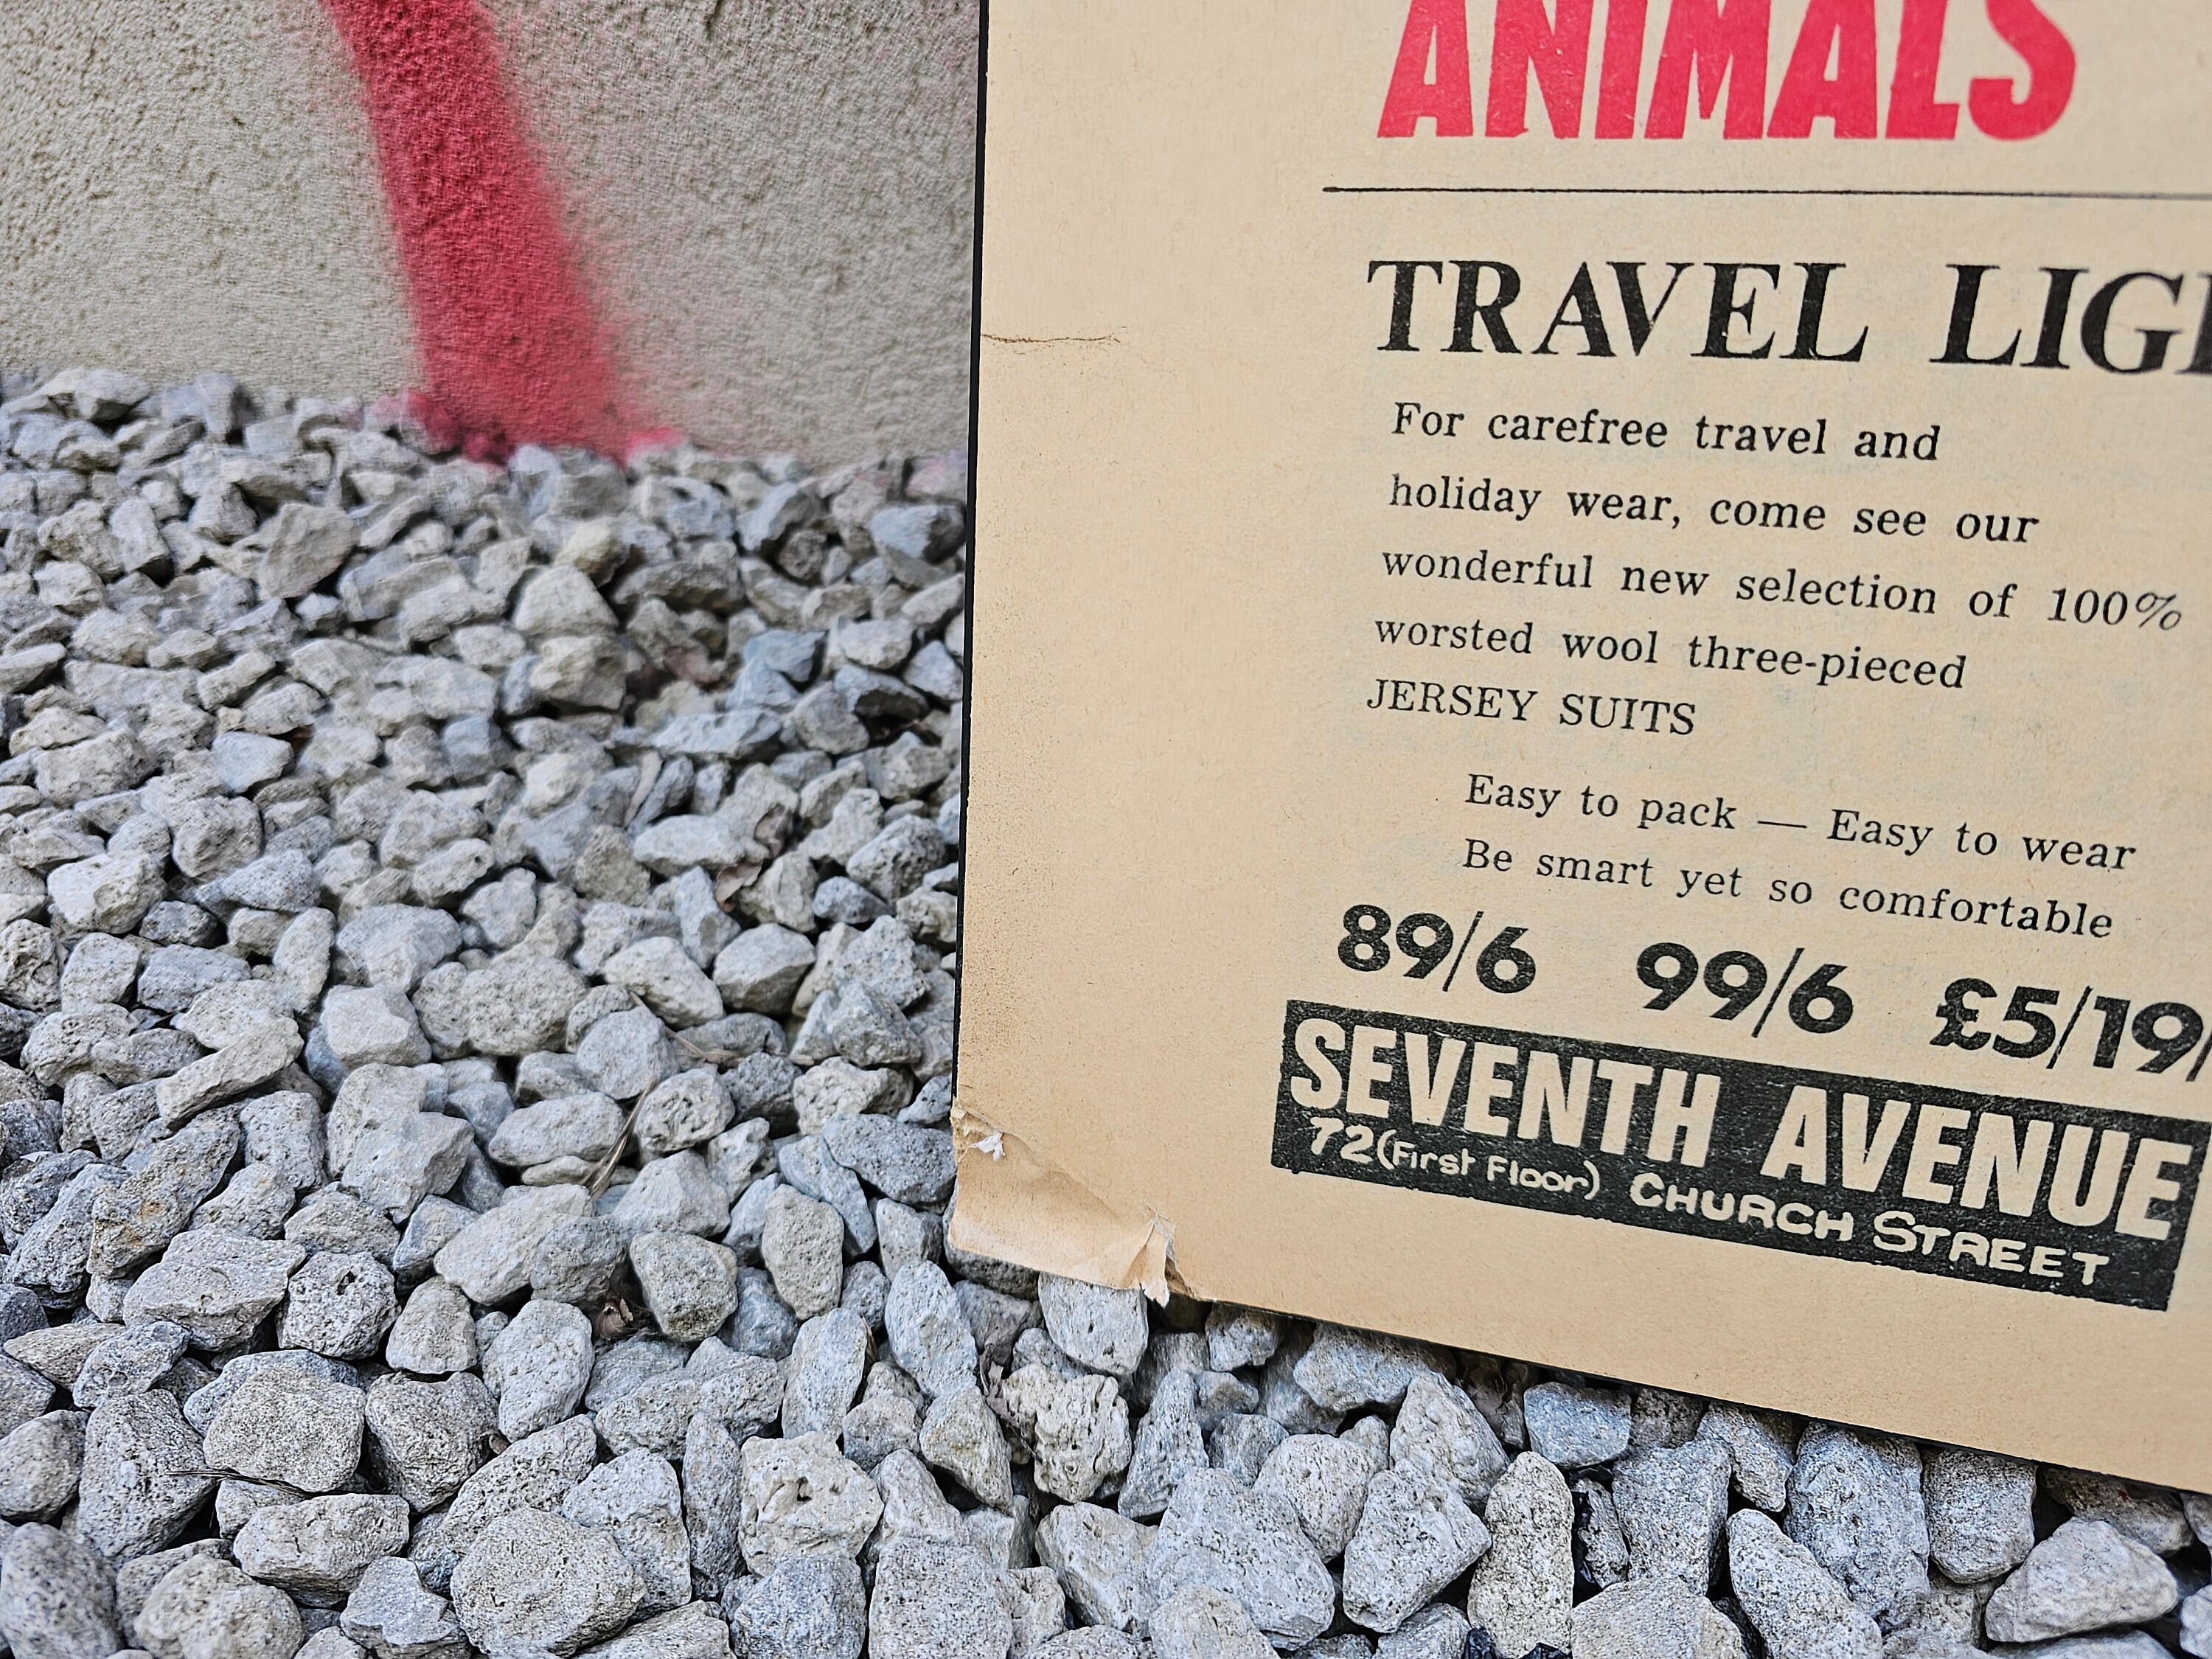 ANIMALS
TRAVEL
For carefree travel and
holiday wear, come see our
wonderful new selection of 100%
worsted wool three-pieced
JERSEY SUITS
Easy to pack — Easy to wear
Be smart yet so comfortable
89/6 99/6 £5/19/
SEVENTH AVENUE
72 (First Floor) CHURCH STREET